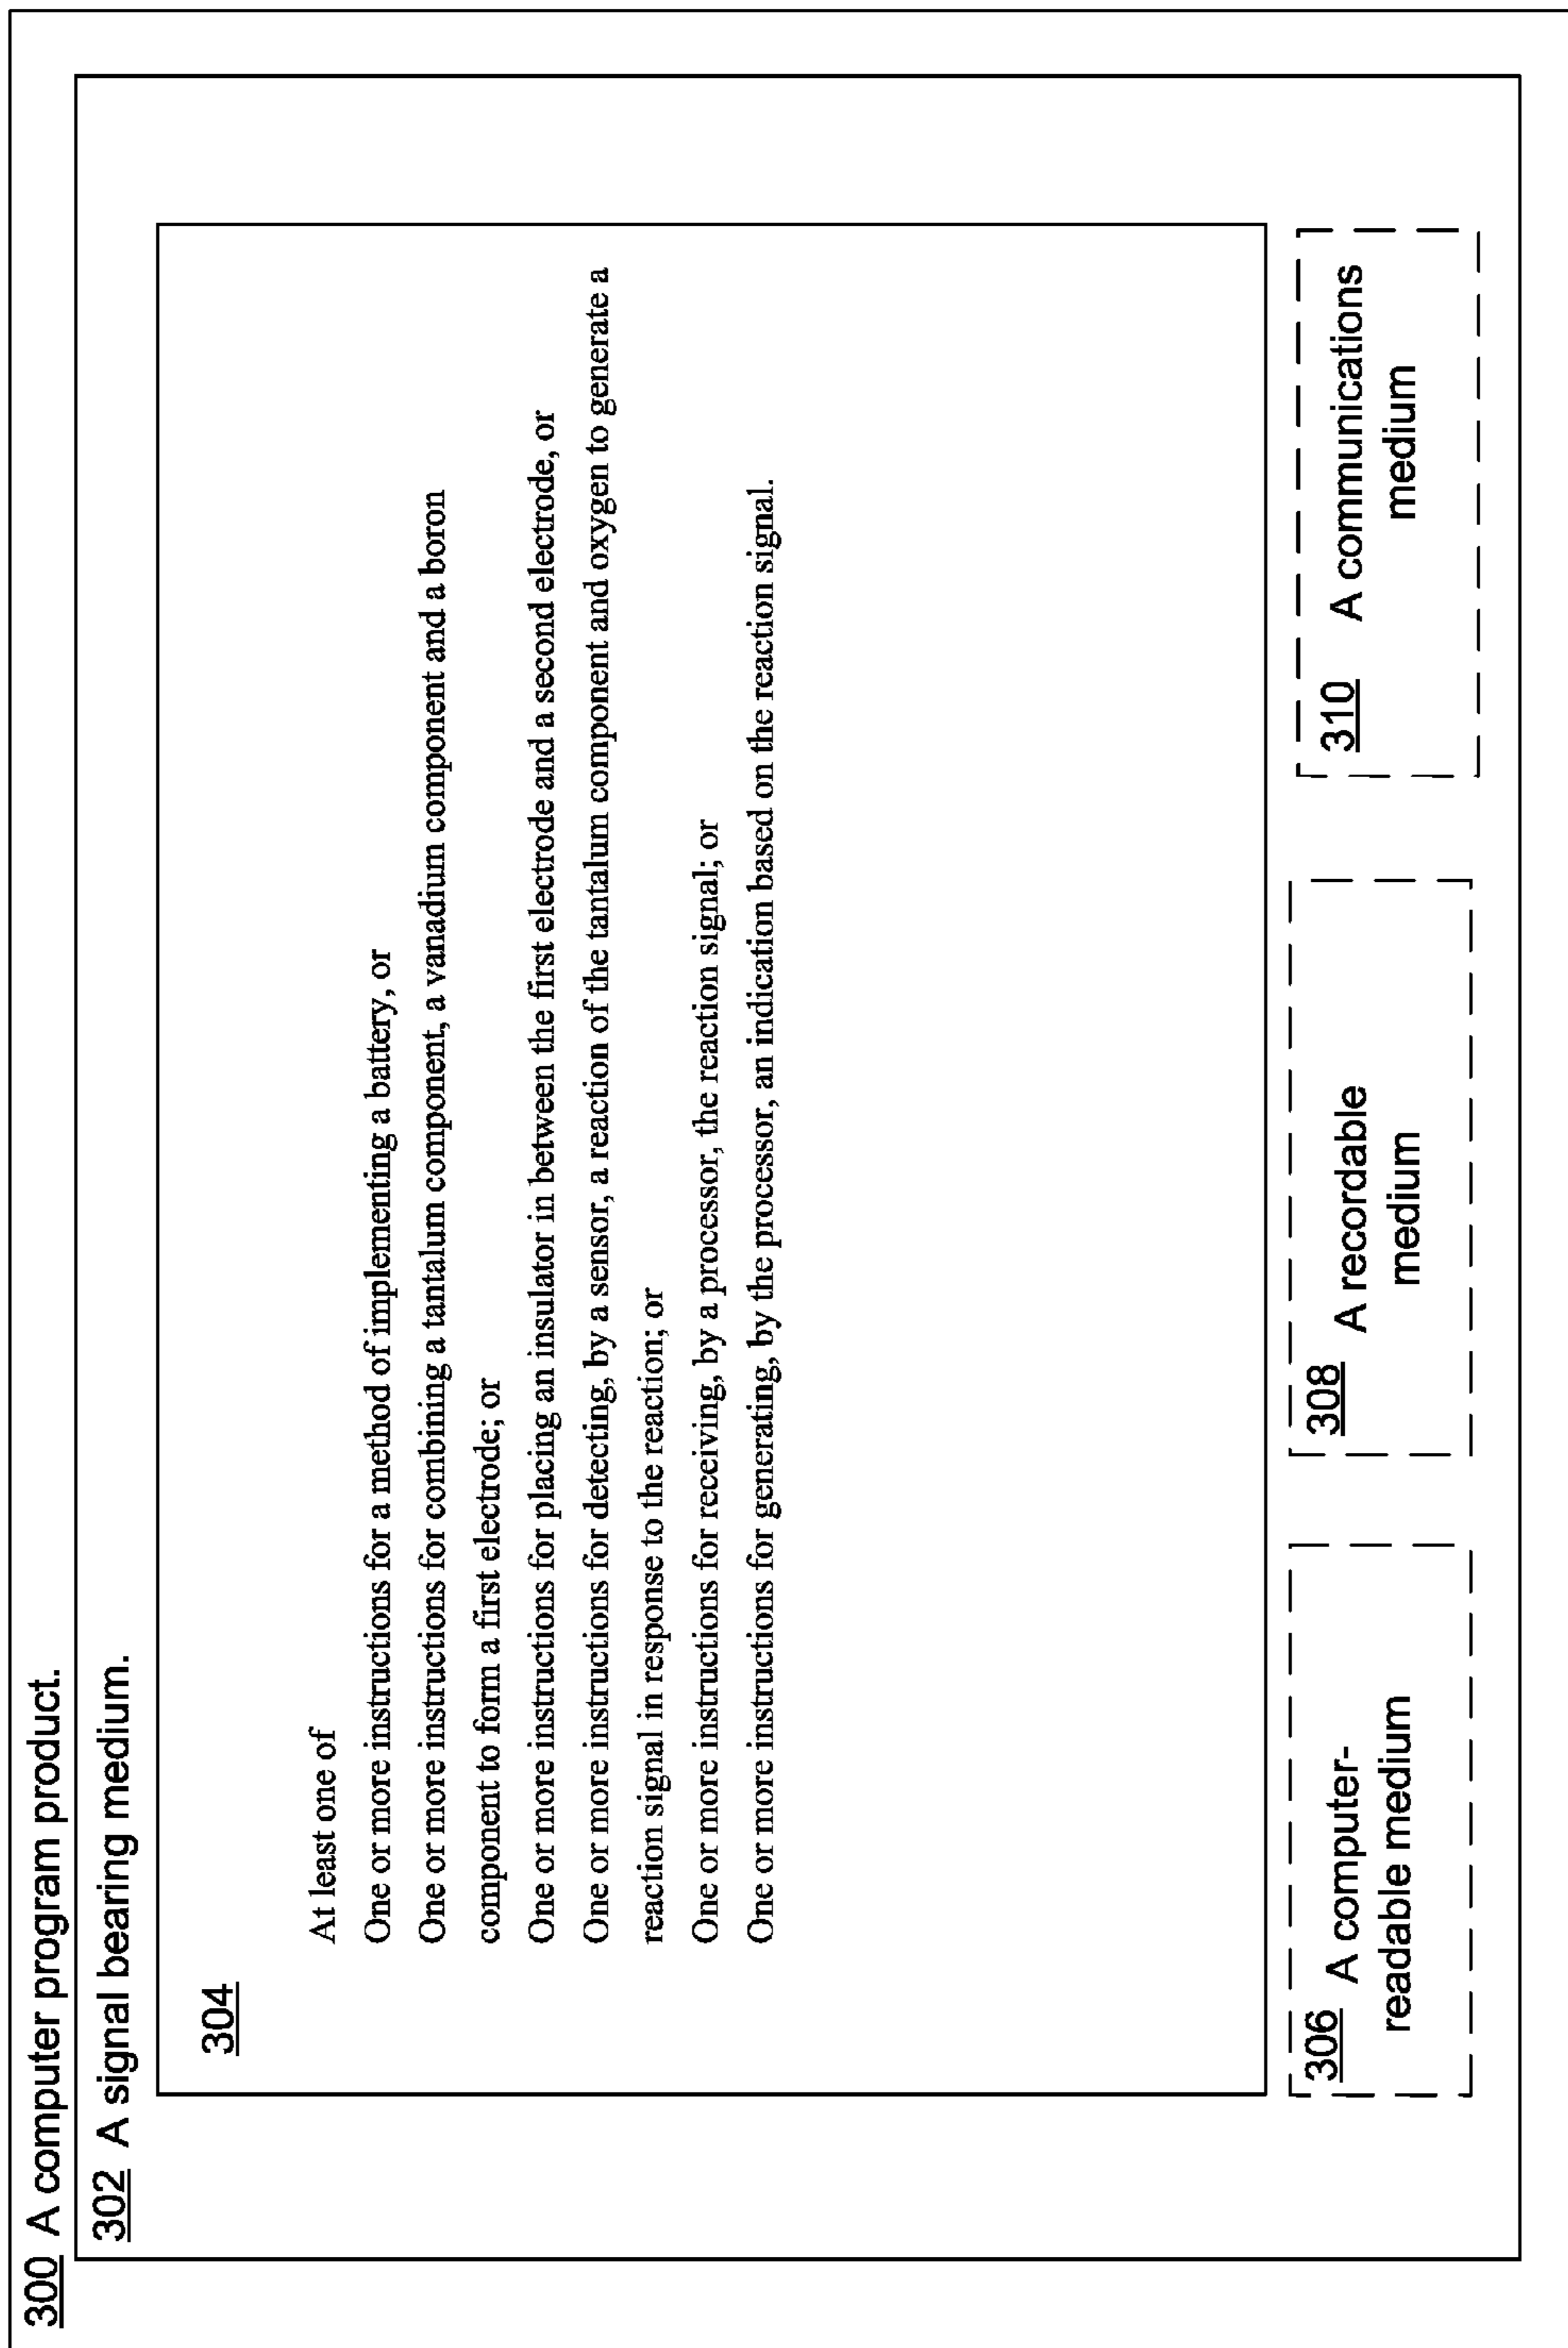 300 A computer program product.
302 A signal bearing medium.
304
At least one of
One or more instructions for a method of implementing a battery, or
One or more instructions for combining a tantalum component, a vanadium component and a boron
component to form a first electrode; or
One or more instructions for placing an insulator in between the first electrode and a second electrode, or
One or more instructions for detecting, by a sensor, a reaction of the tantalum component and oxygen to generate a
reaction signal in response to the reaction; or
One or more instructions for receiving, by a processor, the reaction signal; or
One or more instructions for generating, by the processor, an indication based on the reaction signal.
306 A computer-
readable medium
308 A recordable
medium
310 A communications
medium